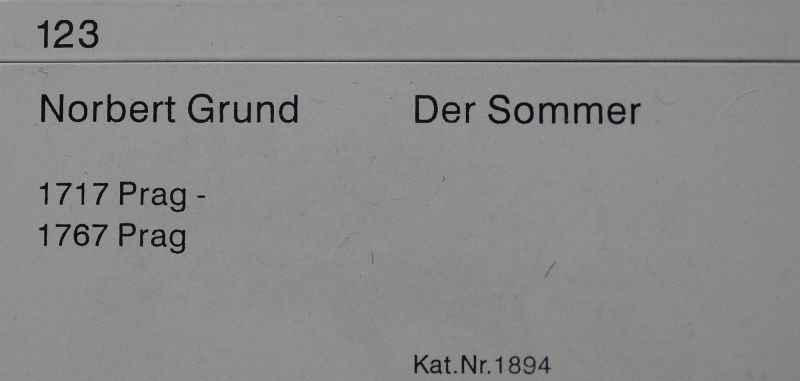 123
Norbert Grund
Der Sommer
1717 Prag -
1767 Prag
Kat.Nr.1894